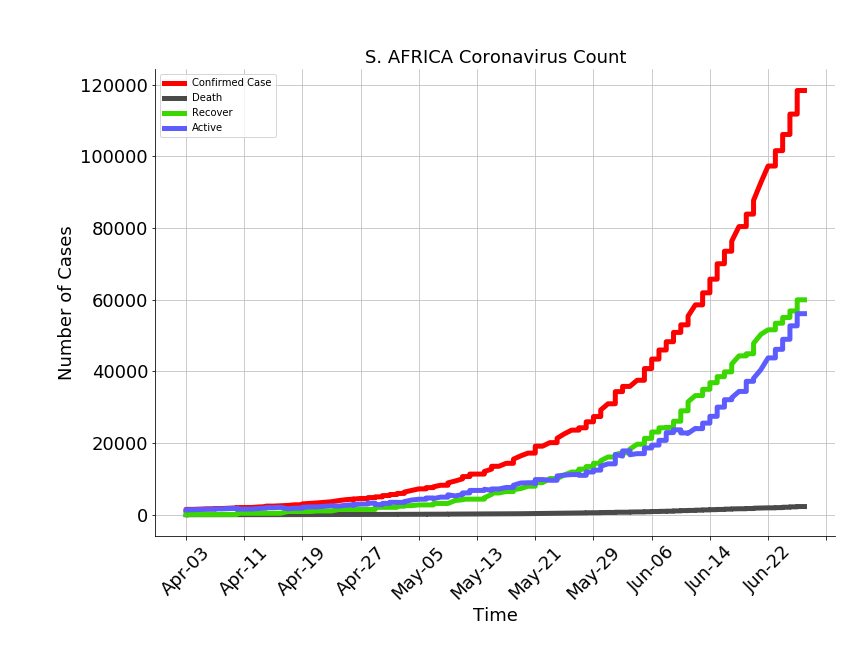 S. AFRICA Coronavirus Count
Confirmed Case
Death
Recover
Active
Number of Cases
120000
100000
80000
60000
40000
20000
0
Apr-03
Apr-11
Apr-19
Apr-27
May-05
May-13
May-21
May-29
Jun-06
Jun-14
Jun-22
Time